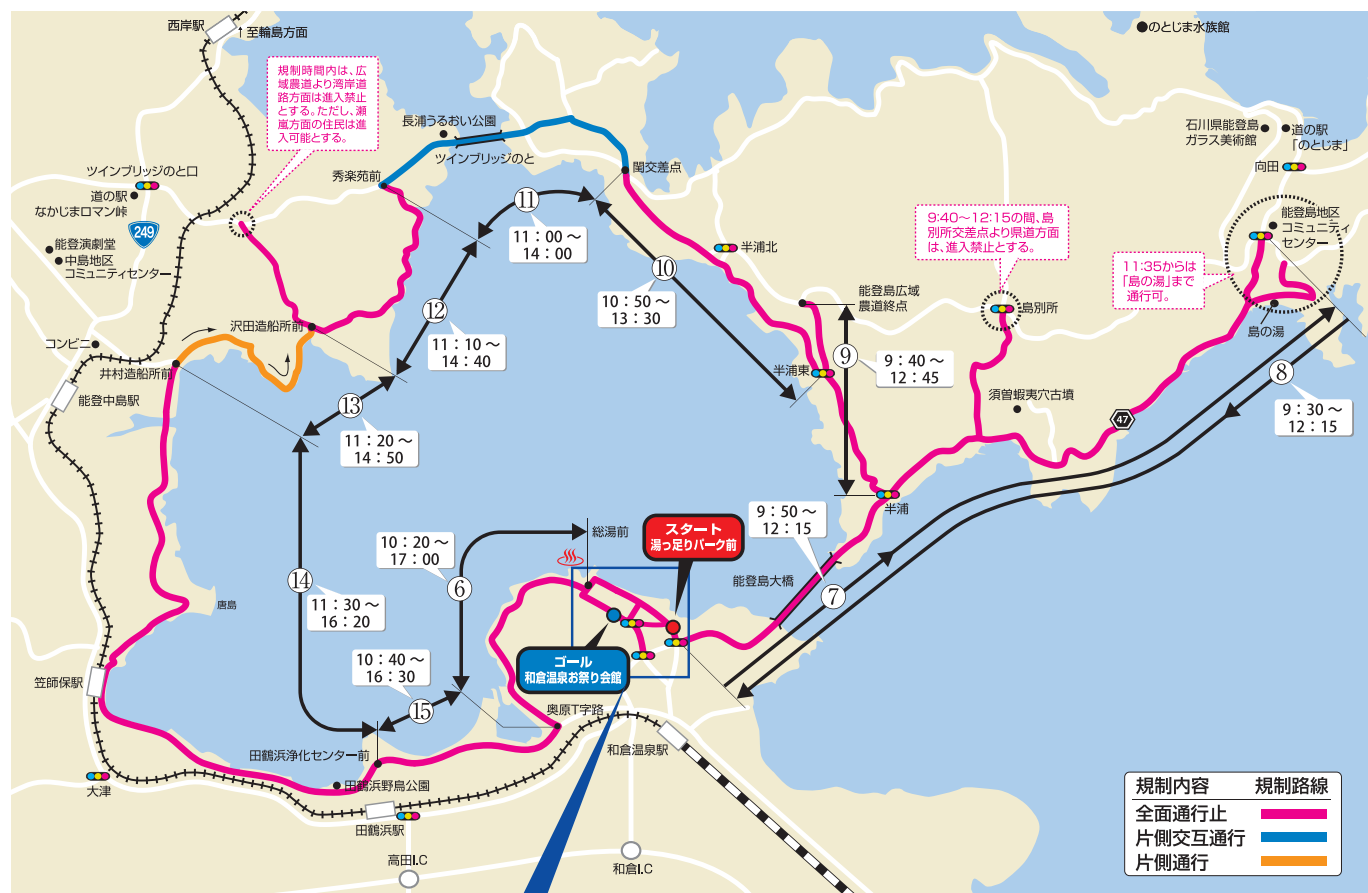 西岸駅
↑至輪島方面
規制時間内は、広
域農道より湾岸道
路方面は進入禁止
とする。ただし、瀬
嵐方面の住民は進
入可能とする。
ツインブリッジのと口
道の駅
なかじまロマン峠
249
能登演劇堂
中島地区
コミュニティセンター
コンビニ
井村造船所前
能登中島駅
沢田造船所前
秀楽苑前
長浦うるおい公園
ツインブリッジのと
閨交差点
⑪
11:00～
14:00
⑩
10:50～
13:30
⑫
11:10～
14:40
⑬
11:20～
14:50
半浦北
能登島広域
農道終点
半浦東
⑨
9:40～
12:45
半浦
9:40～12:15の間、島
別所交差点より県道方面
は、進入禁止とする。
島別所
須曽蝦夷穴古墳
47
のとじま水族館
石川県能登島
ガラス美術館
道の駅
「のとじま」
向田
能登島地区
コミュニティ
センター
11:35からは
「島の湯」まで
通行可。
島の湯
⑧
9:30～
12:15
9:50～
12:15
⑦
能登島大橋
スタート
湯っ足りパーク前
総湯前
10:20～
17:00
⑥
ゴール
和倉温泉お祭り会館
⑭
11:30～
16:20
唐島
10:40～
16:30
⑮
笠師保駅
大津
田鶴浜浄化センター前
田鶴浜野鳥公園
田鶴浜駅
奥原T字路
和倉温泉駅
高田I.C
和倉I.C
規制内容 規制路線
全面通行止
片側交互通行
片側通行